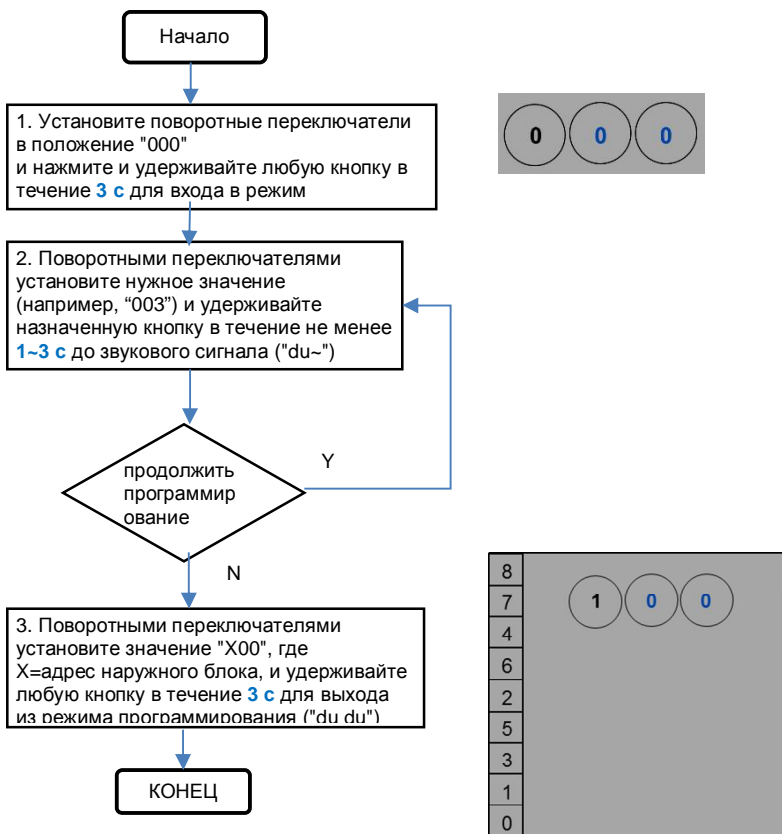 Начало
1. Установите поворотные переключатели
в положение "000"
и нажмите и удерживайте любую кнопку в
течение 3 с для входа в режим
0 0 0
2. Поворотными переключателями
установите нужное значение
(например, “003”) и удерживайте
назначенную кнопку в течение не менее
1~3 с до звукового сигнала ("du~")
продолжить
программир
ование
Y
N
3. Поворотными переключателями
установите значение "X00", где
X=адрес наружного блока, и удерживайте
любую кнопку в течение 3 с для выхода
из режима программирования ("du du")
КОНЕЦ
8
7
4
6
2
5
3
1
0
1 0 0